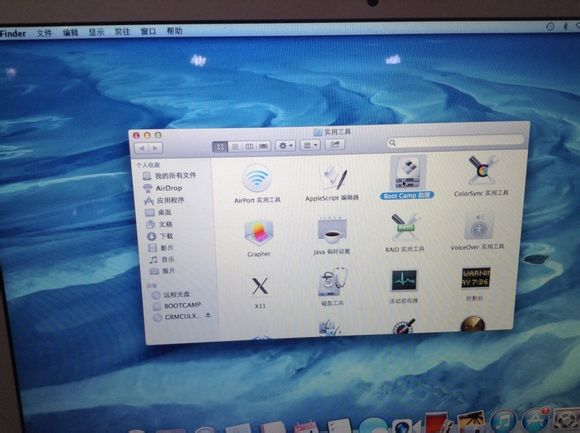 Finder 文件 编辑 显示 前往 窗口 帮助
实用工具
个人收藏
我的所有文件
AirDrop
应用程序
桌面
文稿
下载
影片
音乐
图片
设备
远程光盘
BOOTCAMP
CRMCULX...
AirPort 实用工具
AppleScript 编辑器
Boot Camp 助理
ColorSync 实用工具
Grapher
Java 偏好设置
RAID 实用工具
VoiceOver 实用工具
X11
磁盘工具
活动监视器
控制台
RAID
WARNIN
AY 7:36